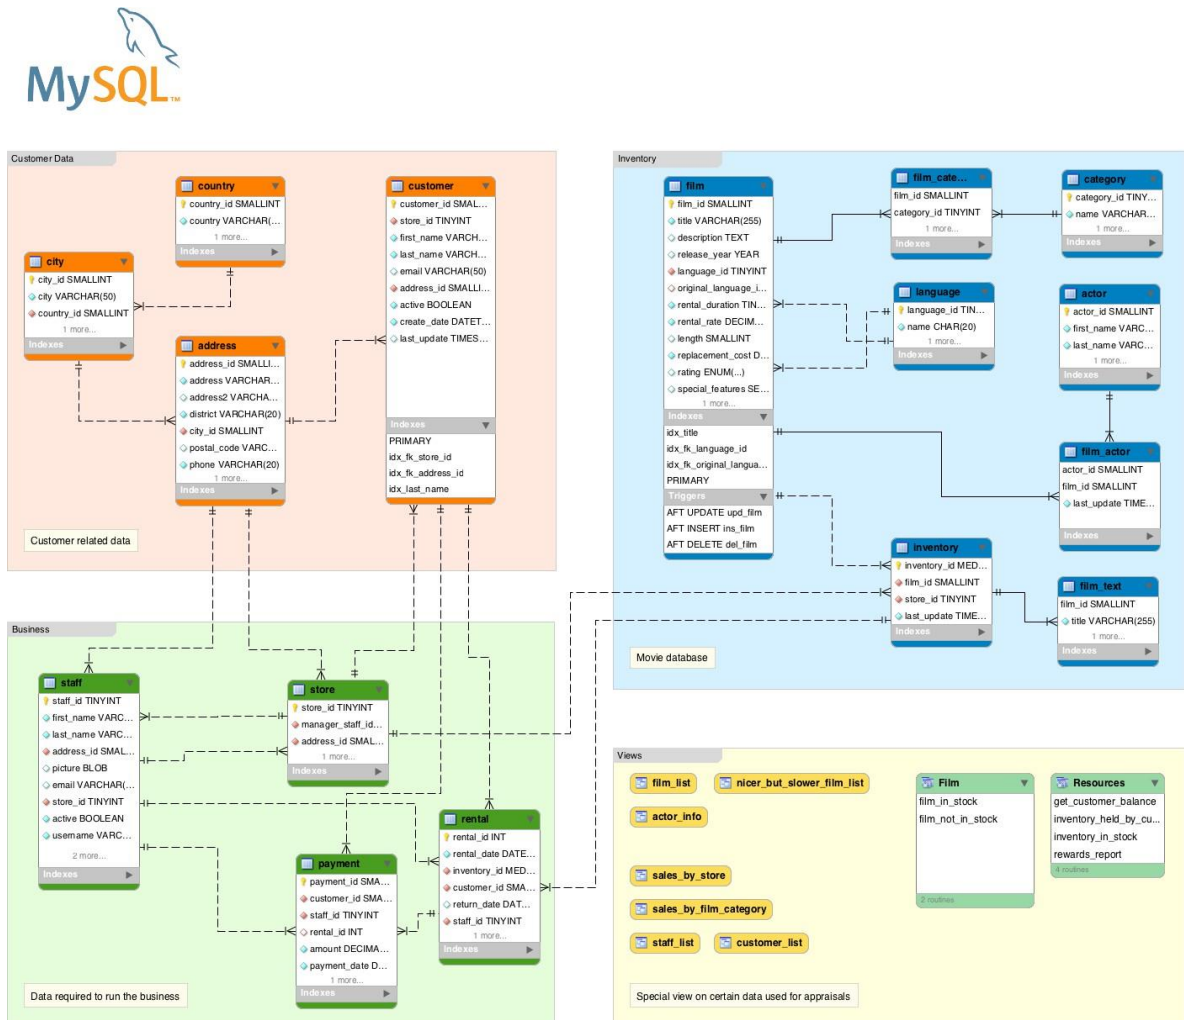 MySQL™
Customer Data
country
country_id SMALLINT
country VARCHAR(...
1 more...
Indexes
customer
customer_id SMAL...
store_id TINYINT
first_name VARCH...
last_name VARCH...
email VARCHAR(50)
address_id SMALLI...
active BOOLEAN
create_date DATET...
last_update TIMES...
Indexes
PRIMARY
idx_fk_store_id
idx_fk_address_id
idx_last_name
city
city_id SMALLINT
city VARCHAR(50)
country_id SMALLINT
1 more...
Indexes
address
address_id SMALLI...
address VARCHAR...
address2 VARCHA...
district VARCHAR(20)
city_id SMALLINT
postal_code VARC...
phone VARCHAR(20)
1 more...
Indexes
Customer related data
Inventory
film
film_id SMALLINT
title VARCHAR(255)
description TEXT
release_year YEAR
language_id TINYINT
original_language_i...
rental_duration TIN...
rental_rate DECIM...
length SMALLINT
replacement_cost D...
rating ENUM(...)
special_features SE...
1 more...
Indexes
idx_title
idx_fk_language_id
idx_fk_original_langua...
PRIMARY
Triggers
AFT UPDATE upd_film
AFT INSERT ins_film
AFT DELETE del_film
film_cate...
film_id SMALLINT
category_id TINYINT
1 more...
Indexes
category
category_id TINY...
name VARCHAR...
1 more...
Indexes
language
language_id TIN...
name CHAR(20)
1 more...
Indexes
actor
actor_id SMALLINT
first_name VARC...
last_name VARC...
1 more...
Indexes
film_actor
actor_id SMALLINT
film_id SMALLINT
last_update TIME...
Indexes
inventory
inventory_id MED...
film_id SMALLINT
store_id TINYINT
last_update TIME...
Indexes
film_text
film_id SMALLINT
title VARCHAR(255)
1 more...
Indexes
Movie database
Business
staff
staff_id TINYINT
first_name VARC...
last_name VARC...
address_id SMAL...
picture BLOB
email VARCHAR(...
store_id TINYINT
active BOOLEAN
username VARC...
2 more...
Indexes
store
store_id TINYINT
manager_staff_id...
address_id SMAL...
1 more...
Indexes
payment
payment_id SMA...
customer_id SMA...
staff_id TINYINT
rental_id INT
amount DECIMA...
payment_date D...
1 more...
Indexes
rental
rental_id INT
rental_date DATE...
inventory_id MED...
customer_id SMA...
return_date DAT...
staff_id TINYINT
1 more...
Indexes
Data required to run the business
Views
film_list
nicer_but_slower_film_list
actor_info
sales_by_store
sales_by_film_category
staff_list
customer_list
Film
film_in_stock
film_not_in_stock
2 routines
Resources
get_customer_balance
inventory_held_by_cu...
inventory_in_stock
rewards_report
4 routines
Special view on certain data used for appraisals